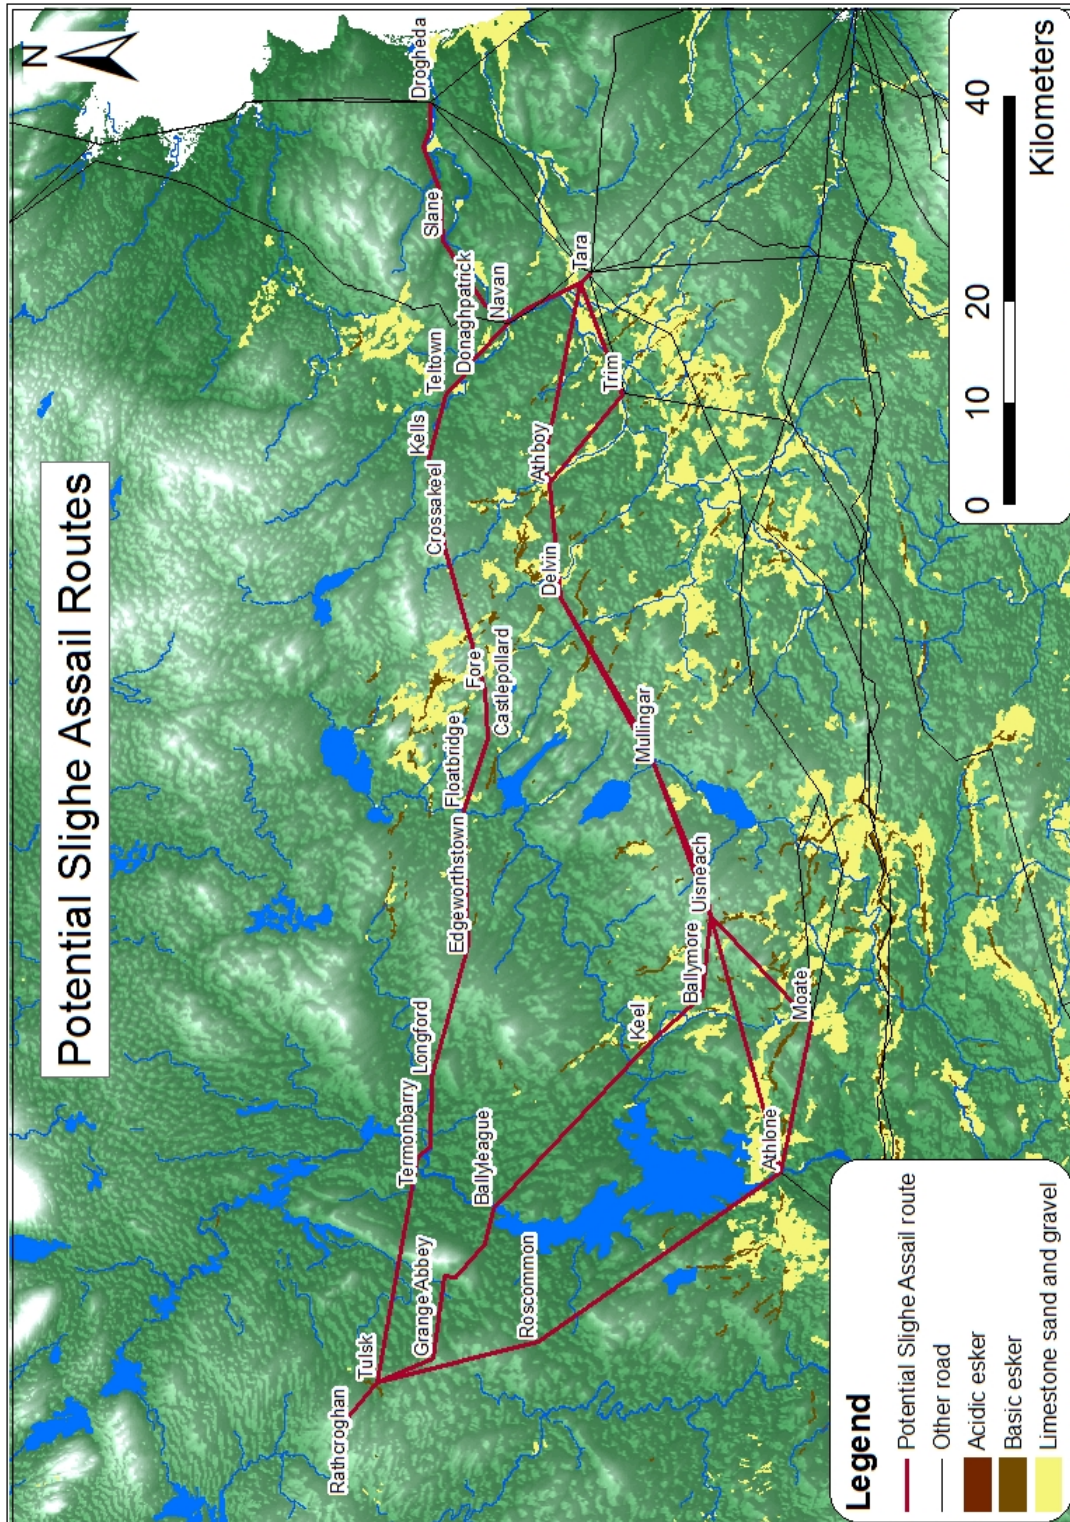 Potential Slighe Assail Routes
N
Drogheda
Slane
Donaghpatrick
Navan
Tara
Teltown
Kells
Trim
Crossakeel
Athboy
Delvin
Fore
Castlepollard
Floatbridge
Mullingar
Edgeworthstown
Uisneach
Ballymore
Moate
Keel
Longford
Termonbarry
Ballyleague
Athlone
Grange Abbey
Roscommon
Tulsk
Rathcroghan
Legend
Potential Slighe Assail route
Other road
Acidic esker
Basic esker
Limestone sand and gravel
0 10 20 40
Kilometers